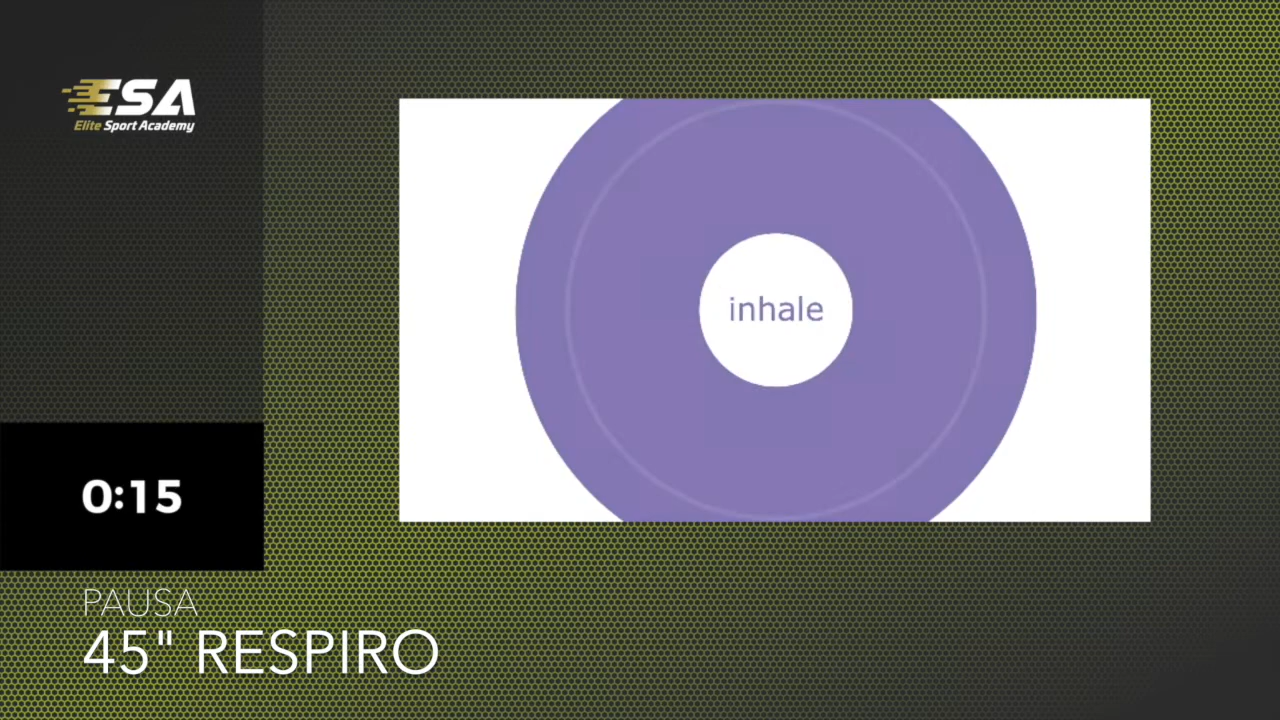 ESA
Elite Sport Academy
inhale
0:15
PAUSA
45" RESPIRO